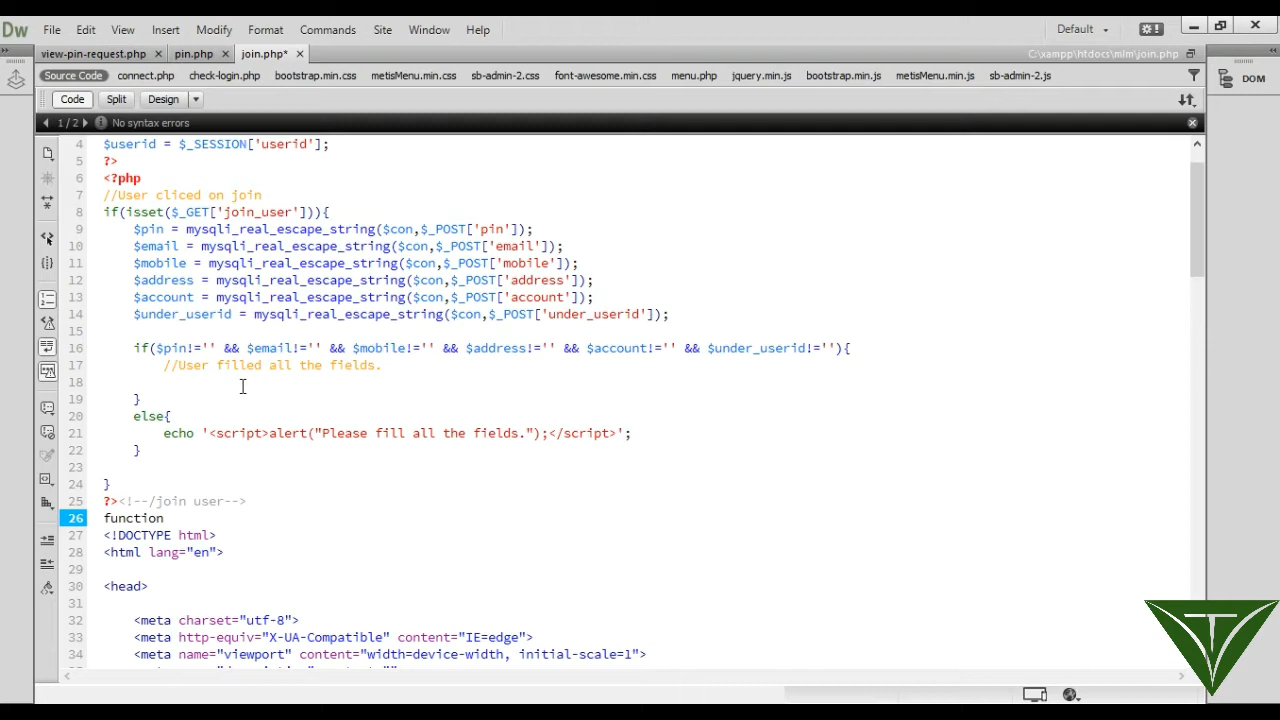 Dw File Edit View Insert Modify Format Commands Site Window Help Default
view-pin-request.php pin.php join.php* C:\xampp\htdocs\mlm\join.php
Source Code connect.php check-login.php bootstrap.min.css metisMenu.min.css sb-admin-2.css font-awesome.min.css menu.php jquery.min.js bootstrap.min.js metisMenu.min.js sb-admin-2.js DOM
Code Split Design
1 / 2 No syntax errors
4 $userid = $_SESSION['userid'];
5 ?>
6 <?php
7 //User cliced on join
8 if(isset($_GET['join_user'])){
9 $pin = mysqli_real_escape_string($con,$_POST['pin']);
10 $email = mysqli_real_escape_string($con,$_POST['email']);
11 $mobile = mysqli_real_escape_string($con,$_POST['mobile']);
12 $address = mysqli_real_escape_string($con,$_POST['address']);
13 $account = mysqli_real_escape_string($con,$_POST['account']);
14 $under_userid = mysqli_real_escape_string($con,$_POST['under_userid']);
15
16 if($pin!='' && $email!='' && $mobile!='' && $address!='' && $account!='' && $under_userid!=''){
17 //User filled all the fields.
18
19 }
20 else{
21 echo '<script>alert("Please fill all the fields.");</script>';
22 }
23
24 }
25 ?><!--/join user-->
26 function
27 <!DOCTYPE html>
28 <html lang="en">
29
30 <head>
31
32 <meta charset="utf-8">
33 <meta http-equiv="X-UA-Compatible" content="IE=edge">
34 <meta name="viewport" content="width=device-width, initial-scale=1">